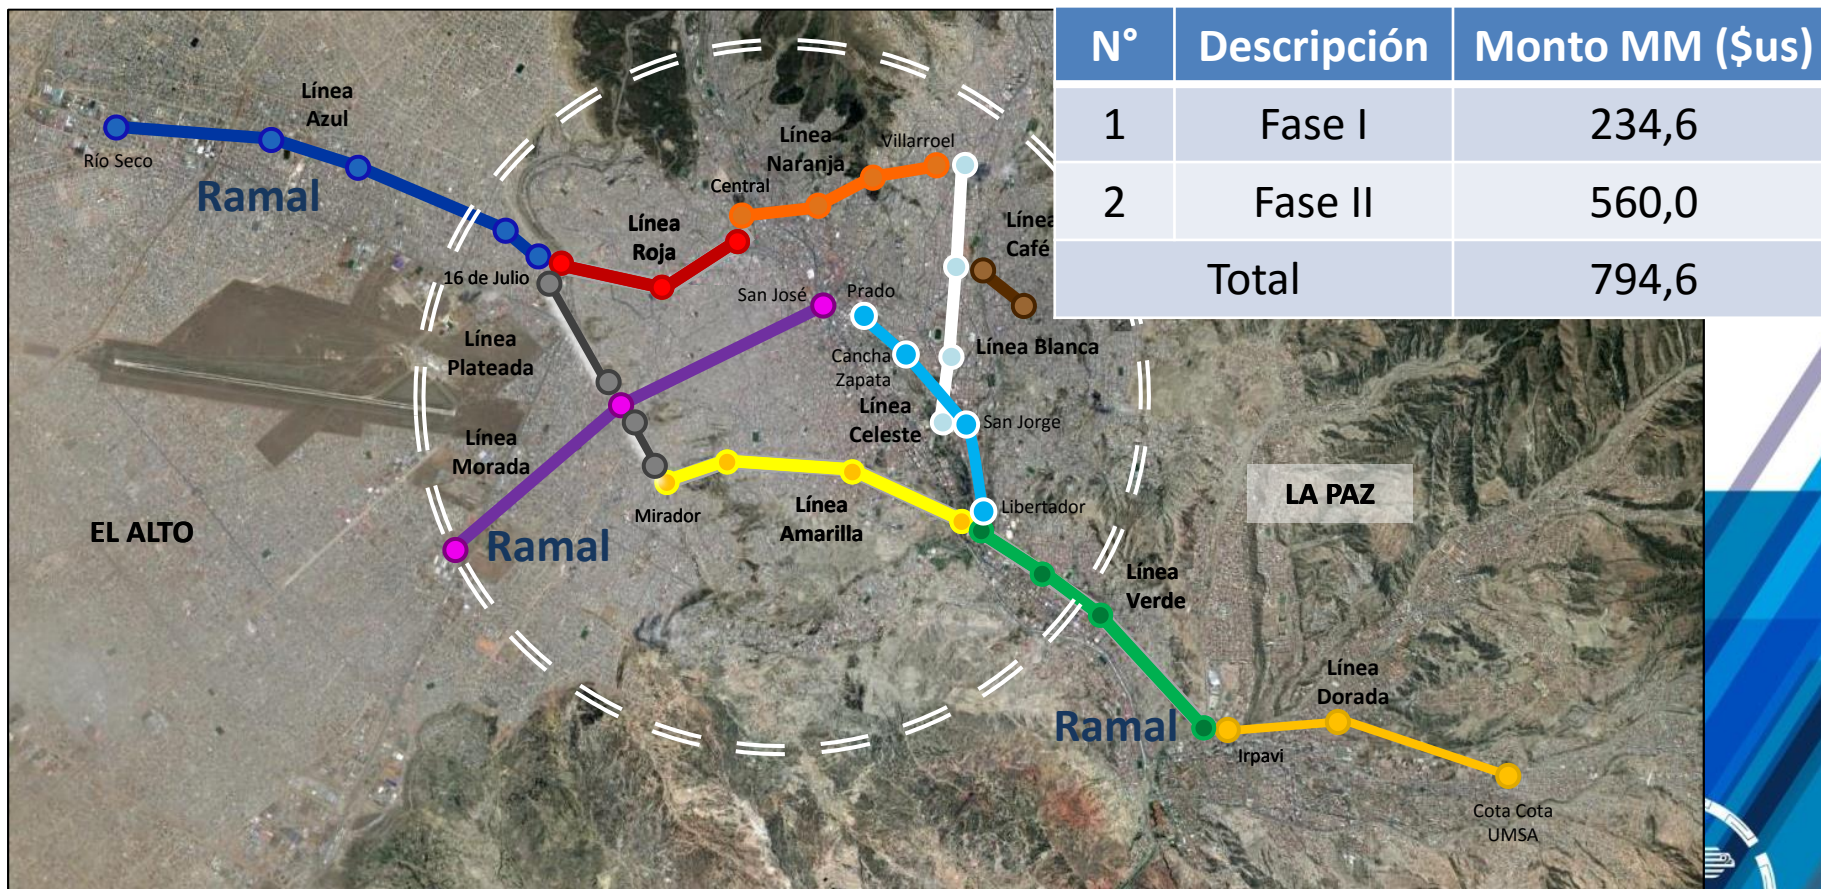 N° Descripción Monto MM ($us)
1 Fase I 234,6
2 Fase II 560,0
Total 794,6
Línea
Azul
Río Seco
Ramal
Línea
Naranja
Villarroel
Central
Línea
Roja
16 de Julio
Línea
Café
San José
Prado
Línea
Plateada
Cancha
Zapata
Línea Blanca
Línea
Celeste
San Jorge
Línea
Morada
EL ALTO
Mirador
Ramal
Línea
Amarilla
Libertador
LA PAZ
Línea
Verde
Ramal
Irpavi
Línea
Dorada
Cota Cota
UMSA